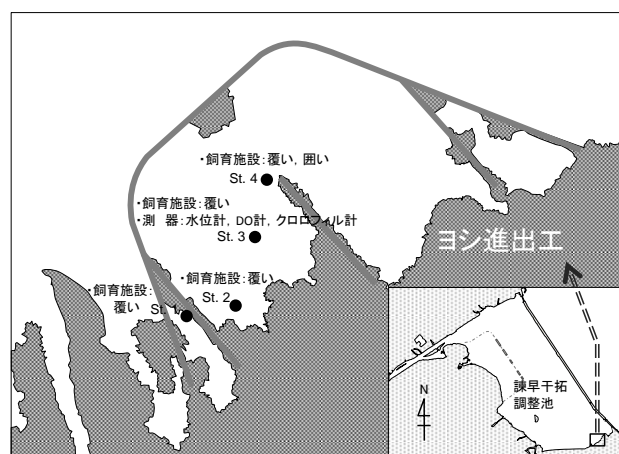 ・飼育施設:覆い, 囲い
St. 4
・飼育施設:覆い
・測 器:水位計, DO計, クロロフィル計
St. 3
ヨシ進出工
・飼育施設:
覆い
St. 1
・飼育施設:覆い
St. 2
諫早干拓
調整池
N